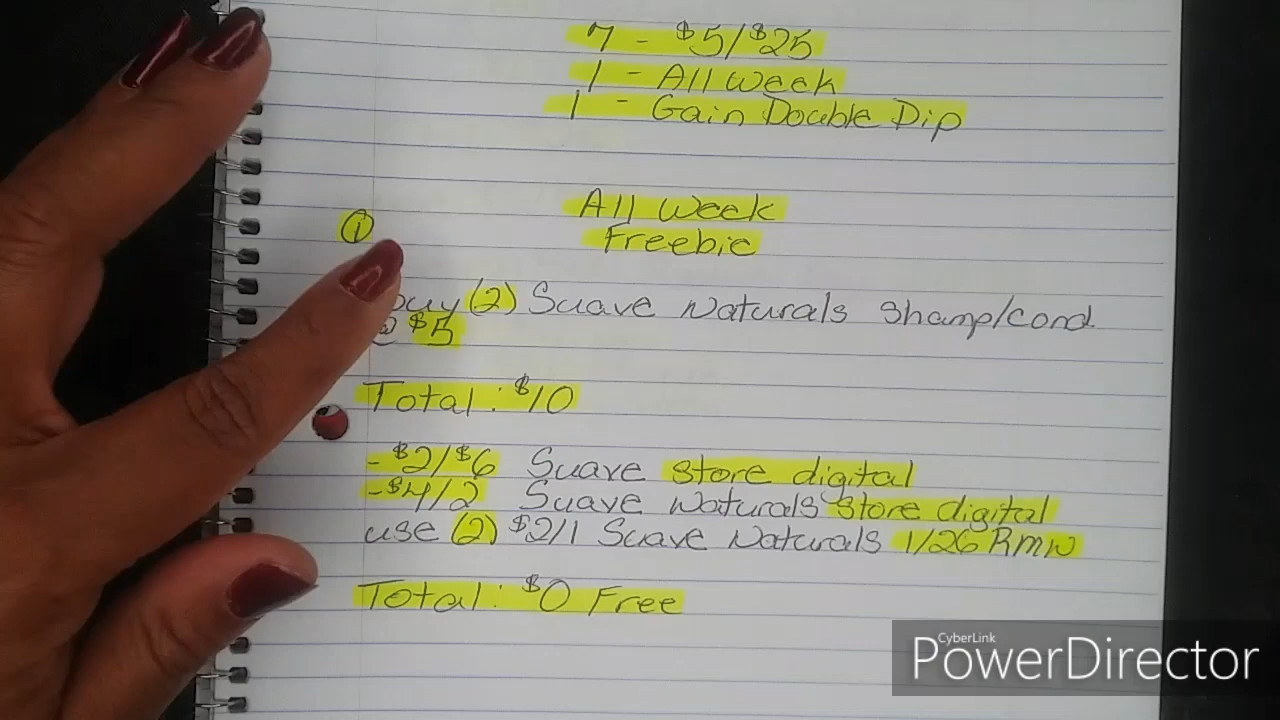 7 - $5/$25
1 - All Week
1 - Gain Double Dip
All Week
Freebie
①
buy (2) Suave Naturals Shamp/cond.
@ $5
Total: $10
- $2/$6 Suave store digital
- $4/2 Suave Naturals store digital
use (2) $2/1 Suave Naturals 1/26 RMN
Total: $0 Free
CyberLink
PowerDirector